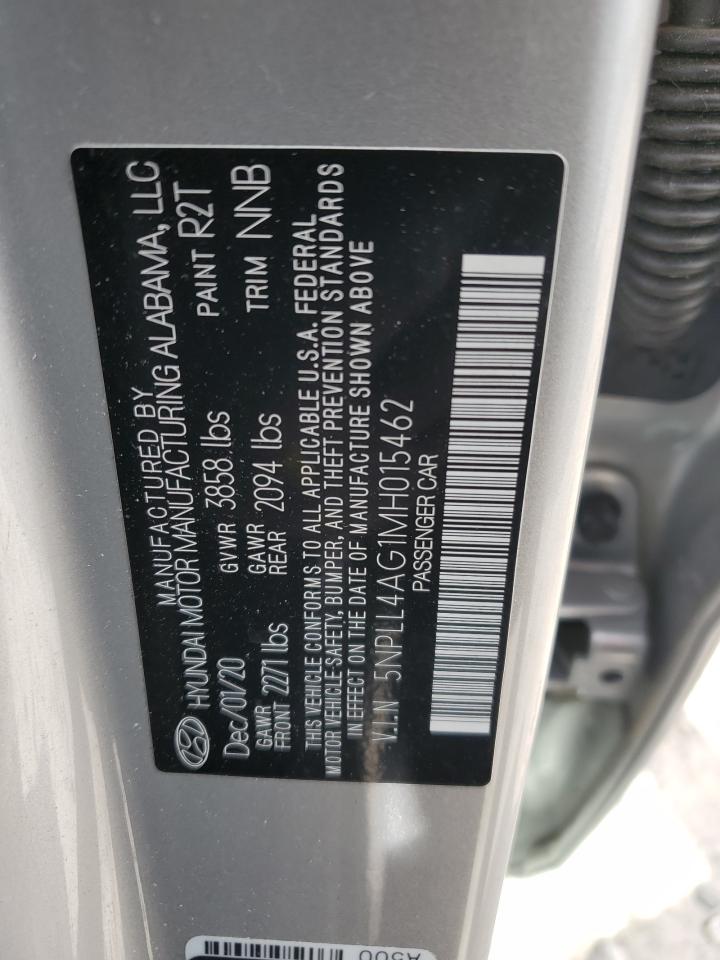 MANUFACTURED BY
HYUNDAI MOTOR MANUFACTURING ALABAMA, LLC
Dec/00/20 GVWR 3858 lbs PAINT R2T
GAWR FRONT 2271 lbs GAWR REAR 2094 lbs TRIM NNB
THIS VEHICLE CONFORMS TO ALL APPLICABLE U.S.A. FEDERAL
MOTOR VEHICLE-SAFETY, BUMPER, AND THEFT PREVENTION STANDARDS
IN EFFECT ON THE DATE OF MANUFACTURE SHOWN ABOVE
V.I.N 5NPLL4AG1MH015462
PASSENGER CAR
A500